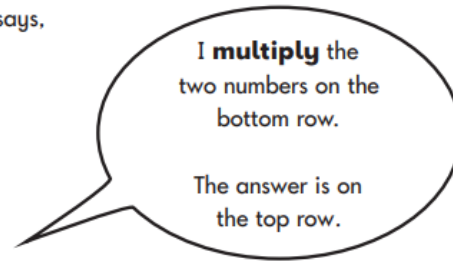 says,
I multiply the
two numbers on the
bottom row.
The answer is on
the top row.